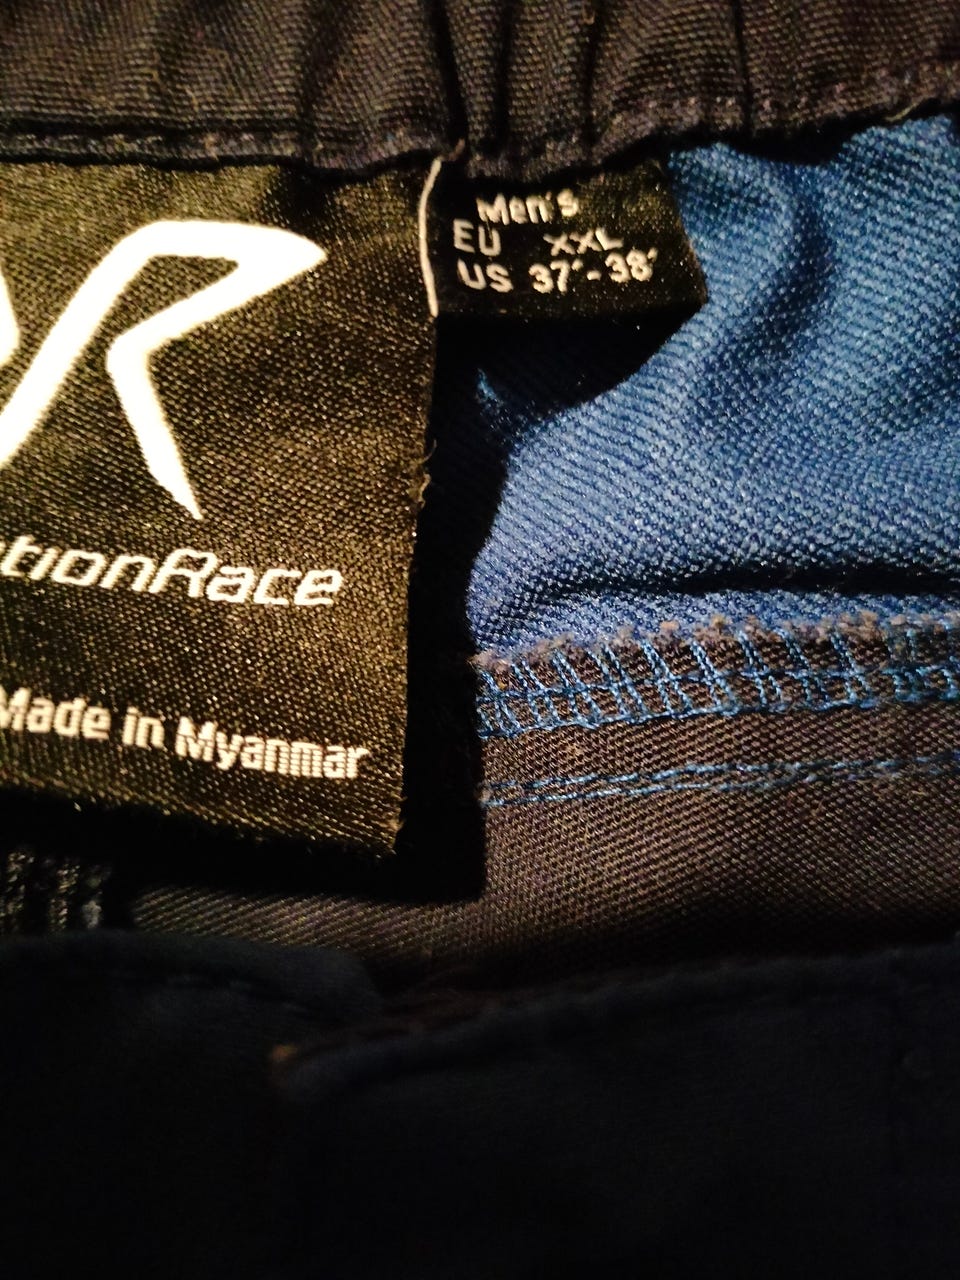 Men's
EU XXL
US 37"-38"
tionRace
Made in Myanmar